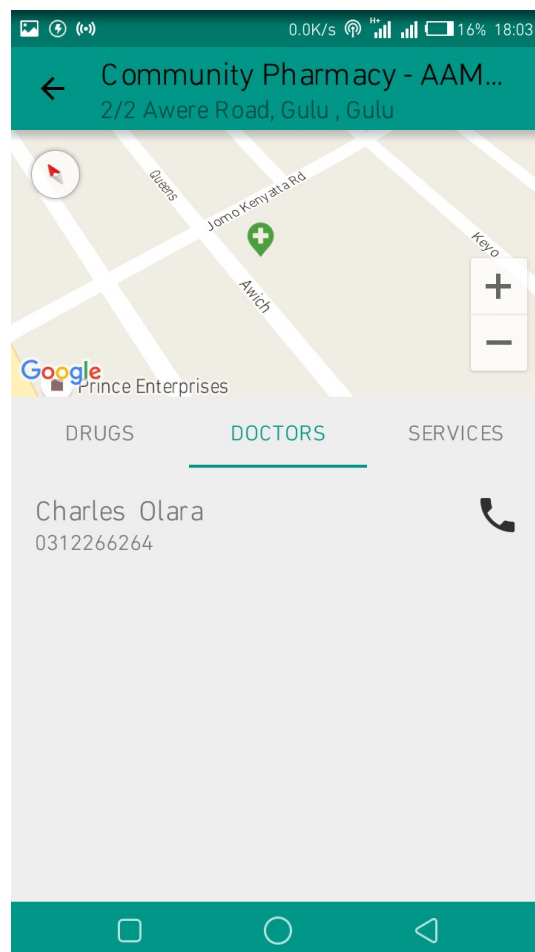 0.0K/s H+ 16% 18:03
Community Pharmacy - AAM...
2/2 Awere Road, Gulu , Gulu
Queens
Jomo Kenyatta Rd
Keyo
Awich
Google
Prince Enterprises
DRUGS DOCTORS SERVICES
Charles Olara
0312266264